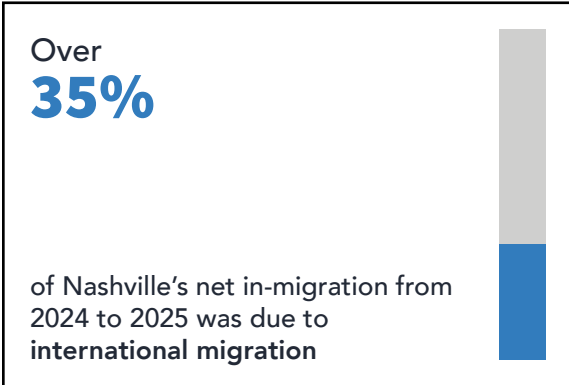 Over
35%
of Nashville’s net in-migration from
2024 to 2025 was due to
international migration